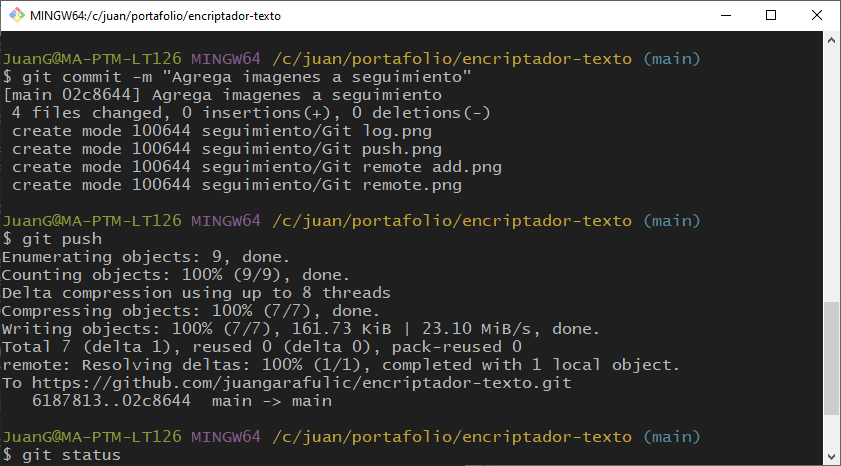 MINGW64:/c/juan/portafolio/encriptador-texto
JuanG@MA-PTM-LT126 MINGW64 /c/juan/portafolio/encriptador-texto (main)
$ git commit -m "Agrega imagenes a seguimiento"
[main 02c8644] Agrega imagenes a seguimiento
 4 files changed, 0 insertions(+), 0 deletions(-)
 create mode 100644 seguimiento/Git log.png
 create mode 100644 seguimiento/Git push.png
 create mode 100644 seguimiento/Git remote add.png
 create mode 100644 seguimiento/Git remote.png
JuanG@MA-PTM-LT126 MINGW64 /c/juan/portafolio/encriptador-texto (main)
$ git push
Enumerating objects: 9, done.
Counting objects: 100% (9/9), done.
Delta compression using up to 8 threads
Compressing objects: 100% (7/7), done.
Writing objects: 100% (7/7), 161.73 KiB | 23.10 MiB/s, done.
Total 7 (delta 1), reused 0 (delta 0), pack-reused 0
remote: Resolving deltas: 100% (1/1), completed with 1 local object.
To https://github.com/juangarafulic/encriptador-texto.git
   6187813..02c8644  main -> main
JuanG@MA-PTM-LT126 MINGW64 /c/juan/portafolio/encriptador-texto (main)
$ git status